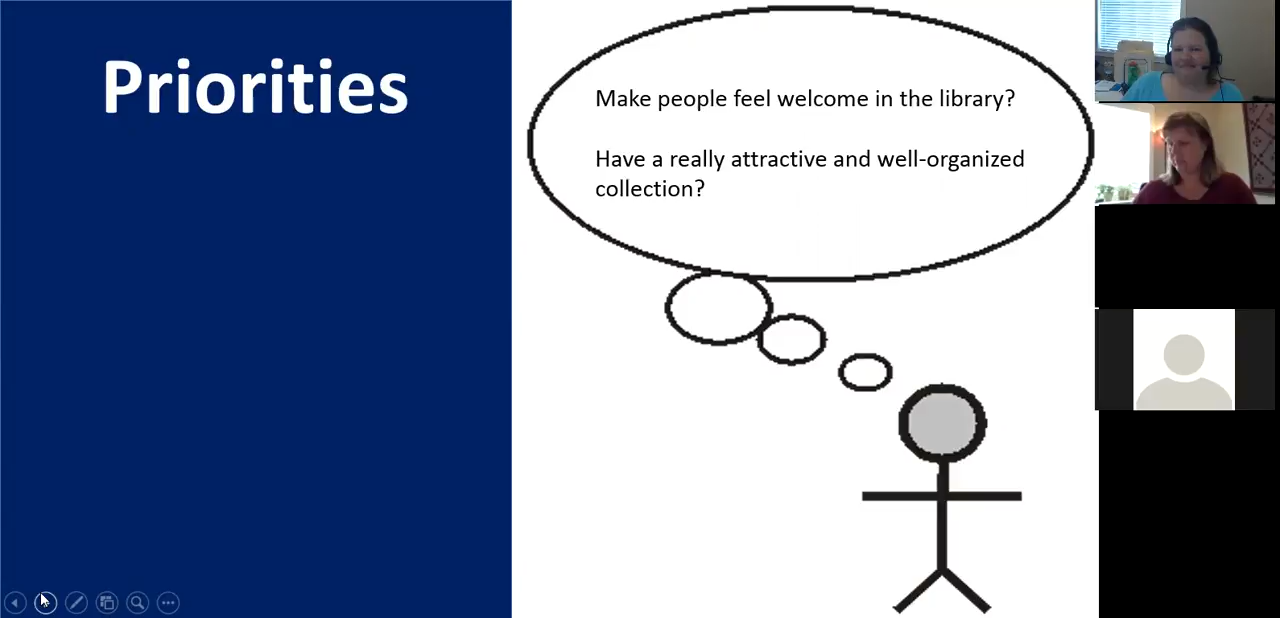 Priorities
Make people feel welcome in the library?
Have a really attractive and well-organized
collection?